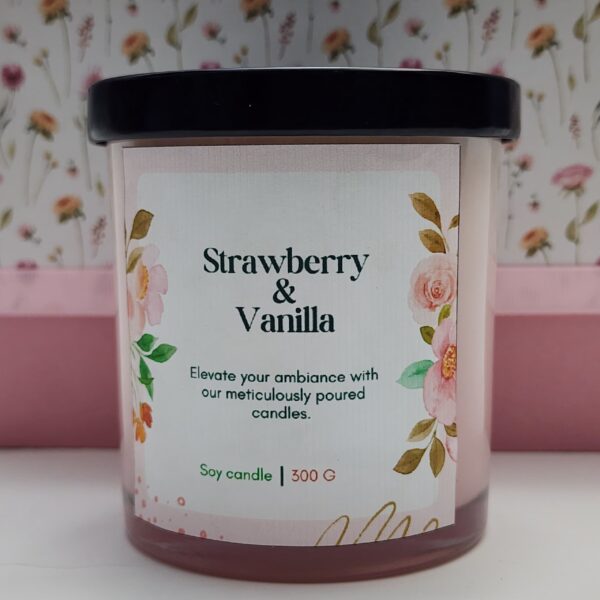 Strawberry
&
Vanilla
Elevate your ambiance with
our meticulously poured
candles.
Soy candle | 300 G